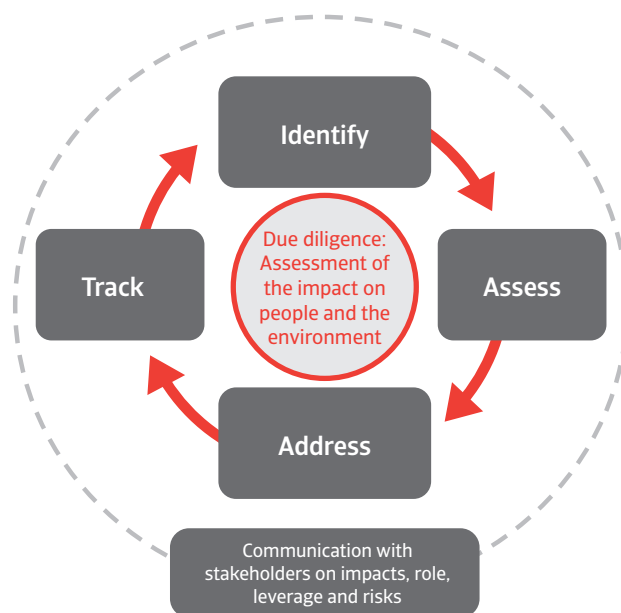 Identify
Due diligence:
Assessment of
the impact on
people and the
environment
Track
Assess
Address
Communication with
stakeholders on impacts, role,
leverage and risks